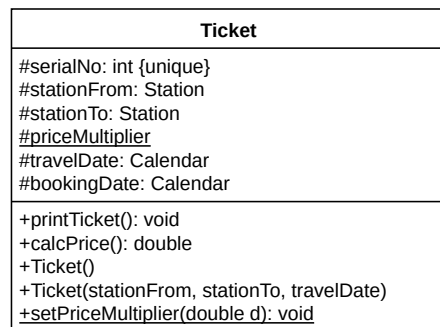 Ticket
#serialNo: int {unique}
#stationFrom: Station
#stationTo: Station
#priceMultiplier
#travelDate: Calendar
#bookingDate: Calendar
+printTicket(): void
+calcPrice(): double
+Ticket()
+Ticket(stationFrom, stationTo, travelDate)
+setPriceMultiplier(double d): void